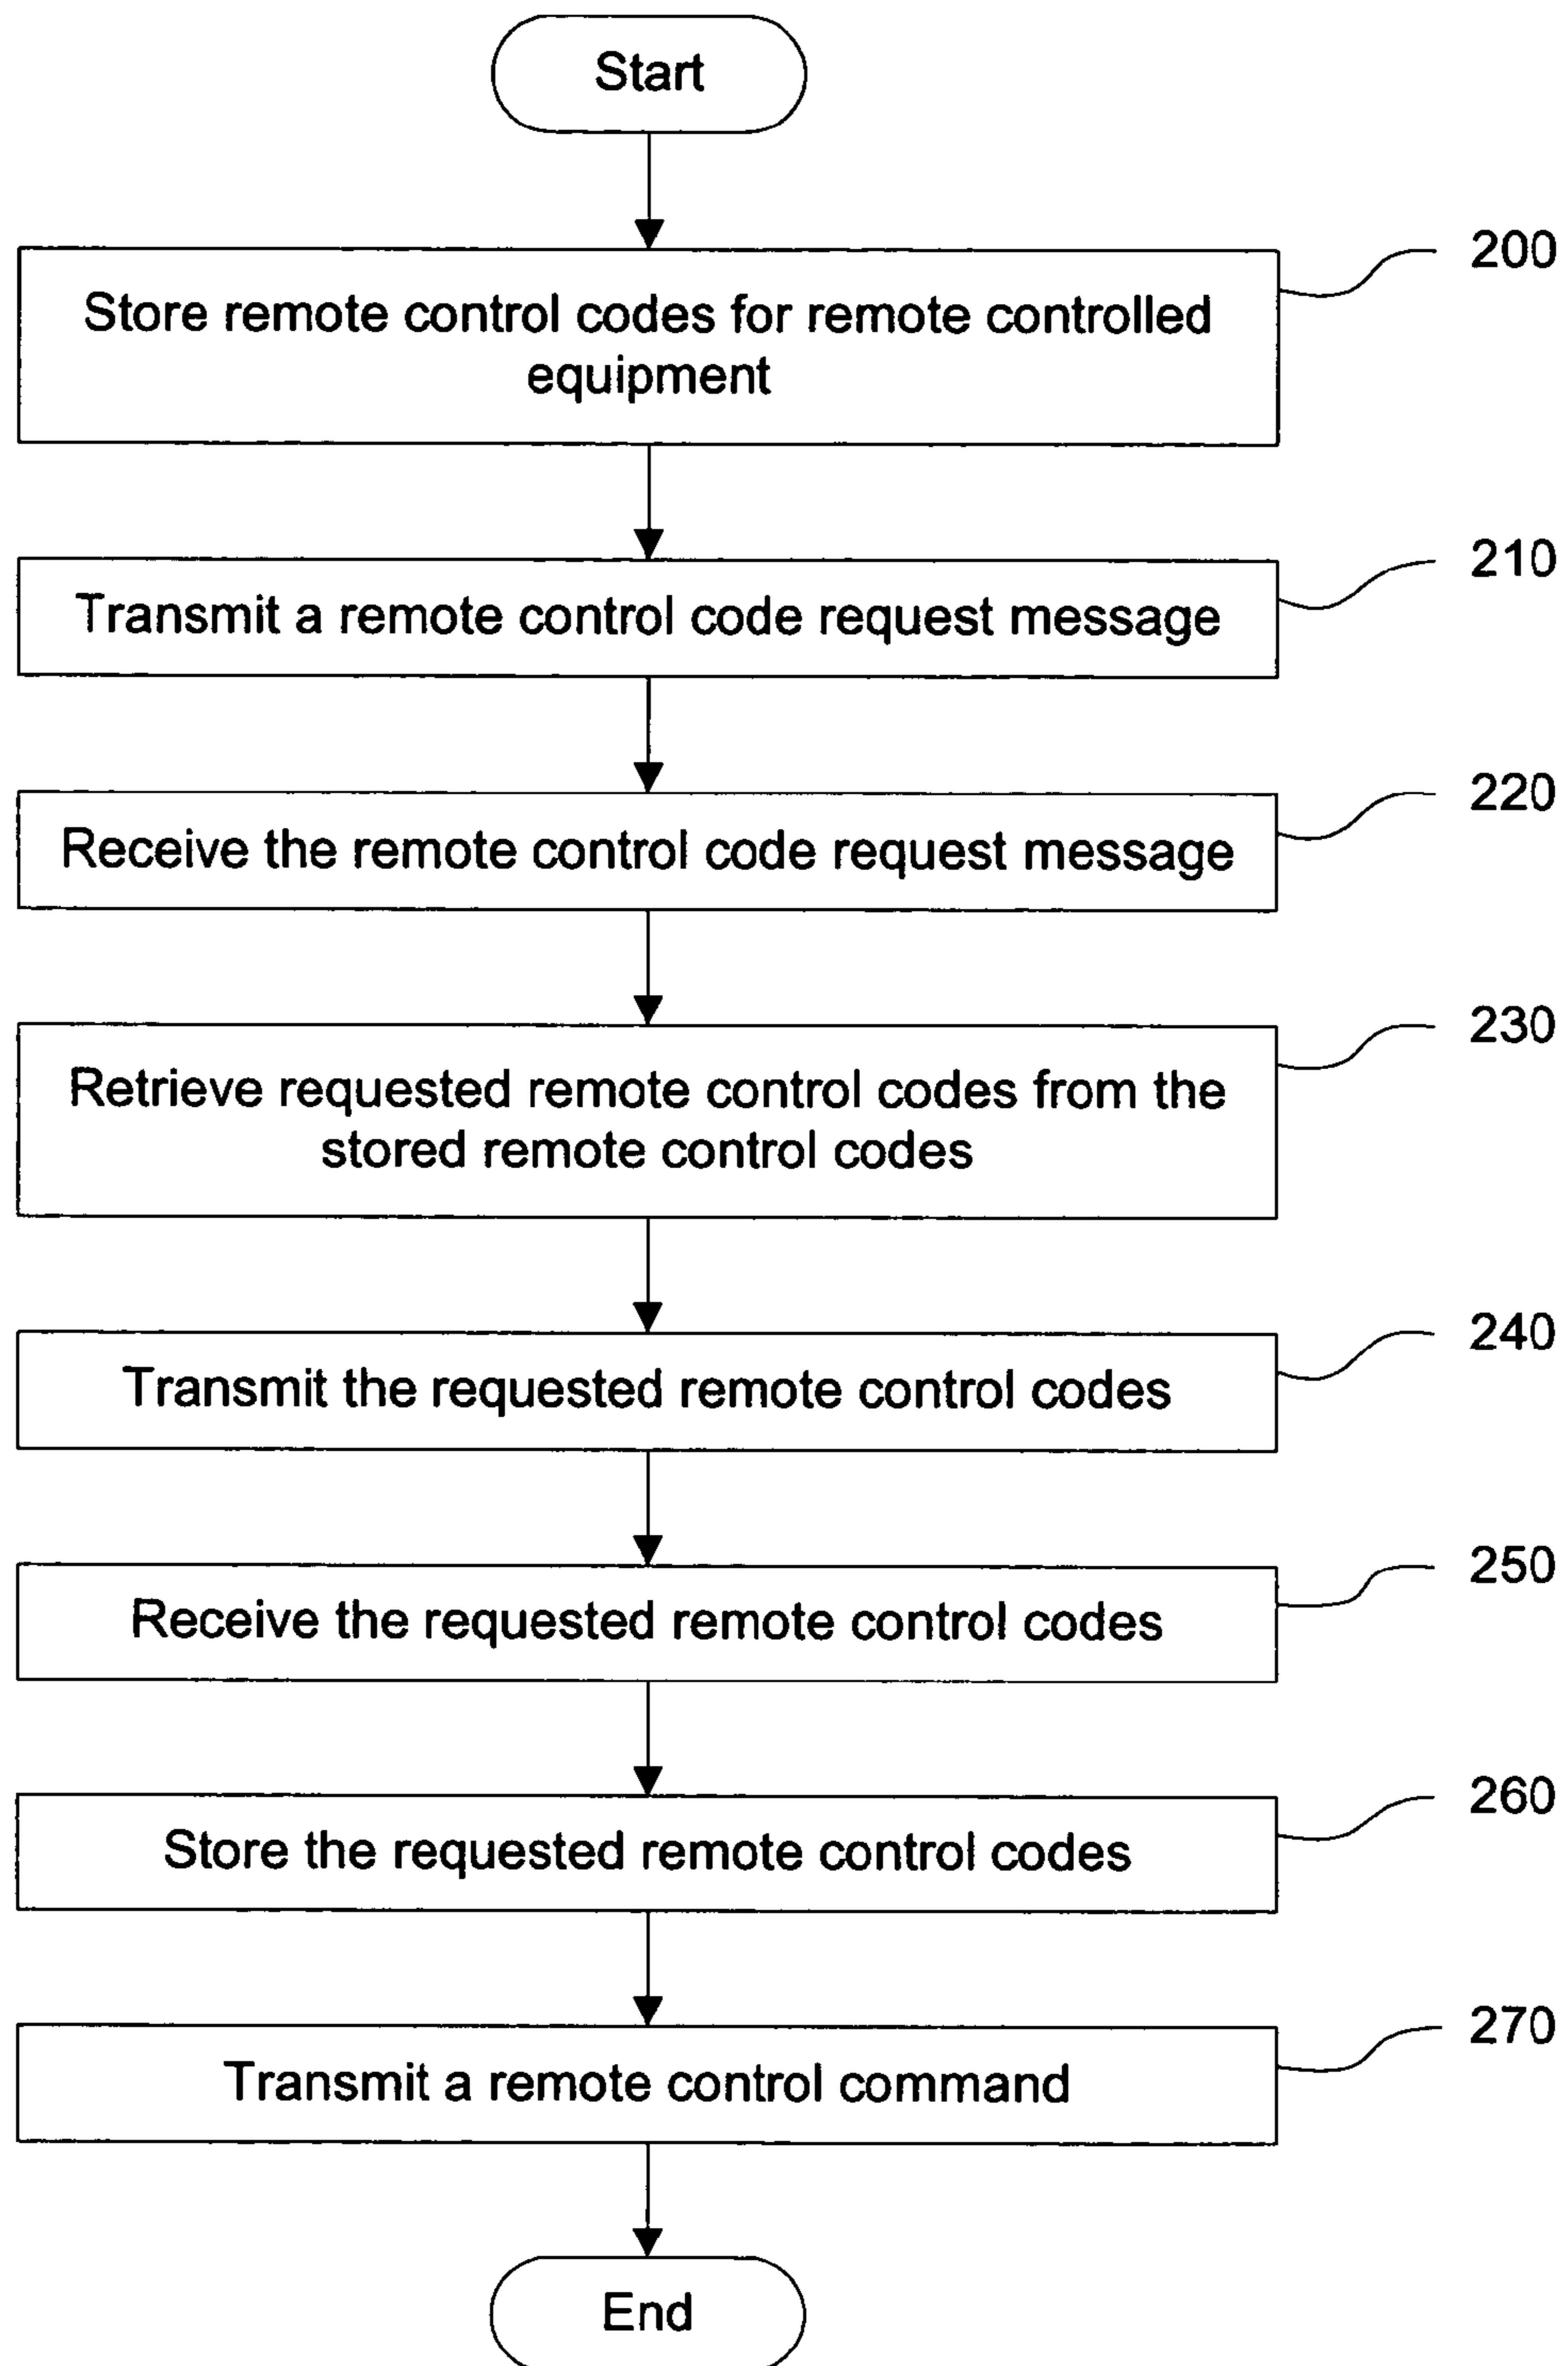 Start
200
Store remote control codes for remote controlled
equipment
210
Transmit a remote control code request message
220
Receive the remote control code request message
230
Retrieve requested remote control codes from the
stored remote control codes
240
Transmit the requested remote control codes
250
Receive the requested remote control codes
260
Store the requested remote control codes
270
Transmit a remote control command
End